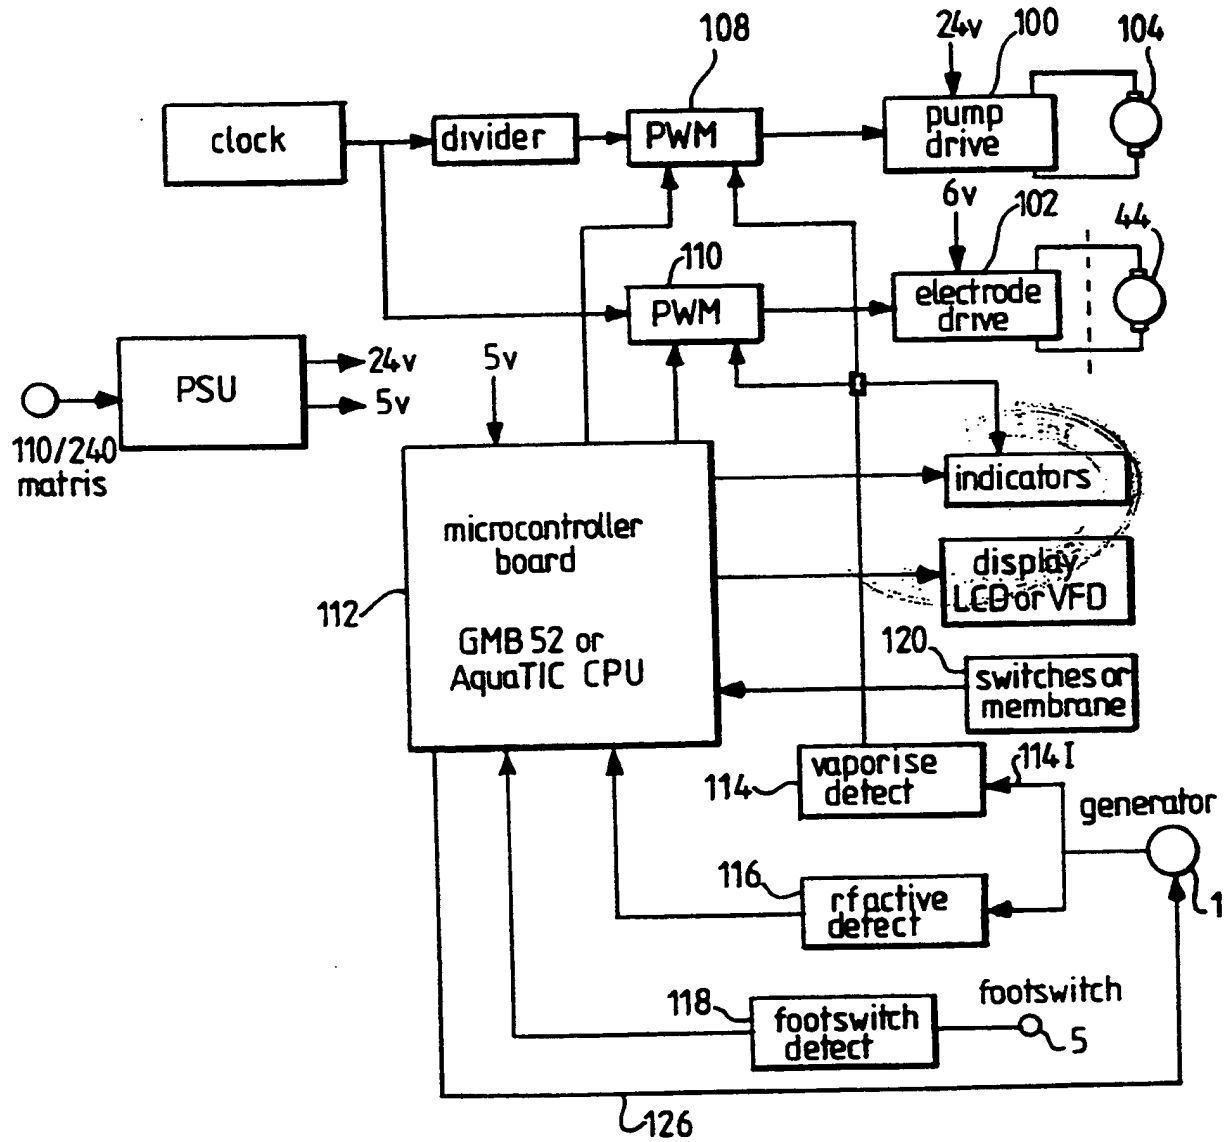 108
24v
100
104
clock
divider
PWM
pump
drive
6v
102
44
110
PWM
electrode
drive
PSU
24v
5v
5v
110/240
matris
indicators
microcontroller
board
display
LCD or VFD
112
GMB 52 or
AquaTIC CPU
120
switches or
membrane
114
vaporise
detect
114I
generator
116
rf active
detect
1
118
footswitch
detect
footswitch
5
126